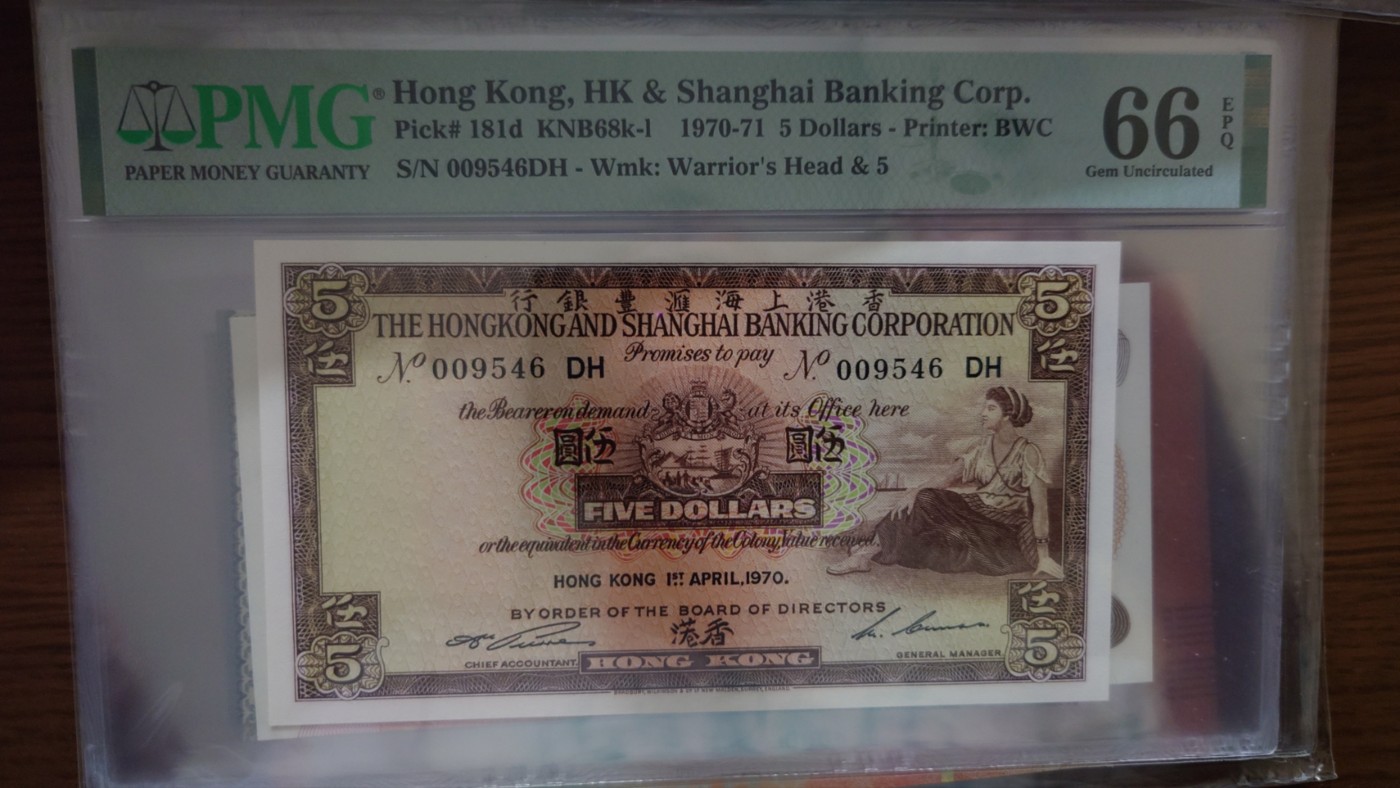 PMG®
PAPER MONEY GUARANTY
Hong Kong, HK & Shanghai Banking Corp.
Pick# 181d KNB68k-l 1970-71 5 Dollars - Printer: BWC
S/N 009546DH - Wmk: Warrior's Head & 5
66
EPQ
Gem Uncirculated
5 5
伍 伍
行銀豐滙海上港香
THE HONGKONG AND SHANGHAI BANKING CORPORATION
Promises to pay
No. 009546 DH No. 009546 DH
the Bearer on demand at its Office here
圓伍 圓伍
FIVE DOLLARS
or the equivalent in the Currency of the Colony Value received.
HONG KONG 1ST APRIL, 1970.
BY ORDER OF THE BOARD OF DIRECTORS
港香
CHIEF ACCOUNTANT. HONG KONG GENERAL MANAGER
伍 伍
5 5